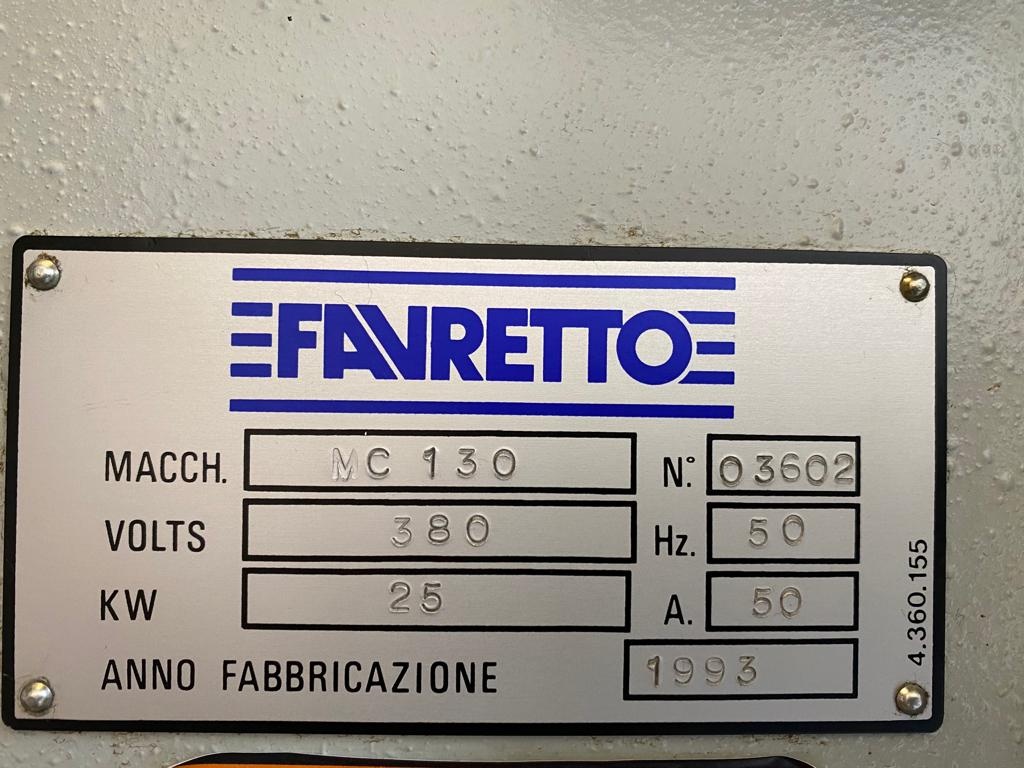 FAVRETTO
MACCH. MC 130 N° 03602
VOLTS 380 Hz. 50
KW 25 A. 50
ANNO FABBRICAZIONE 1993
4.360.155